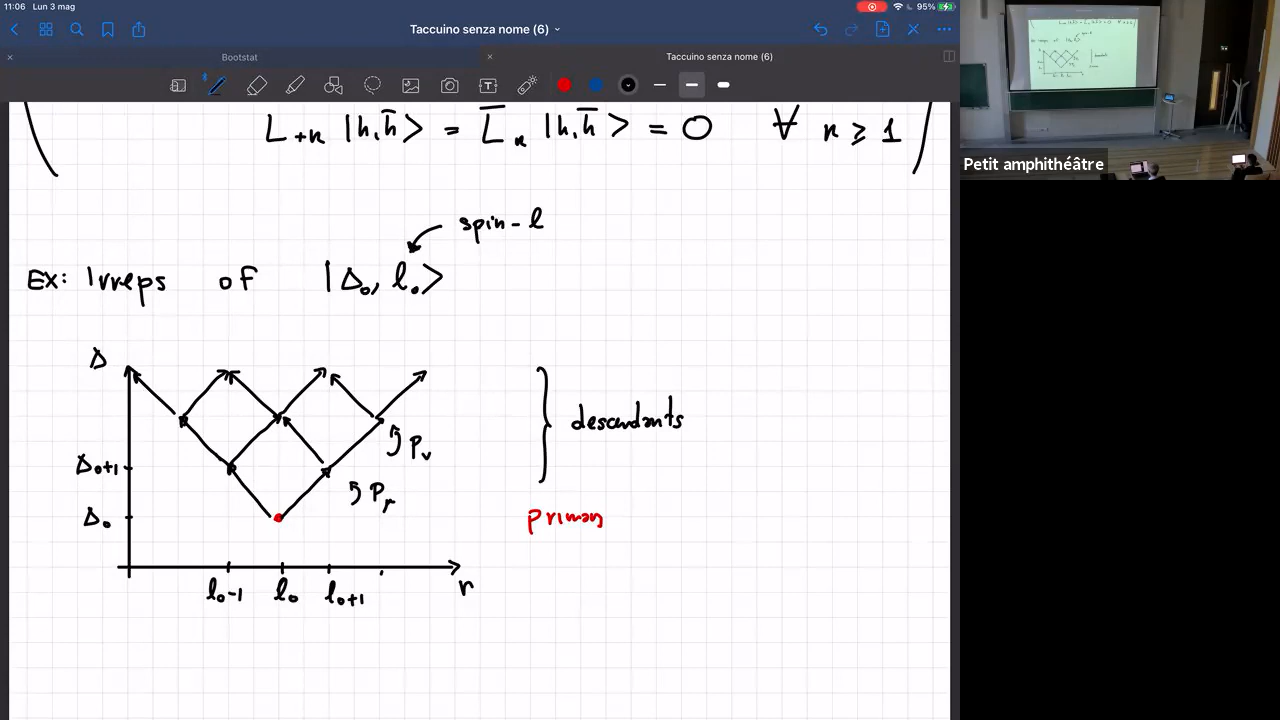 11:06 Lun 3 mag
95%
Taccuino senza nome (6)
Bootstat
Taccuino senza nome (6)
L₊ₙ |h,h̄⟩ = L̄ₙ |h,h̄⟩ = 0 ∀ n ⩾ 1
Petit amphithéâtre
spin-l
Ex: Irreps of |Δ₀, l₀⟩
Δ
descendants
Pᵥ
Δ₀+1
Pμ
Δ₀
primary
l₀-1 l₀ l₀+1
r